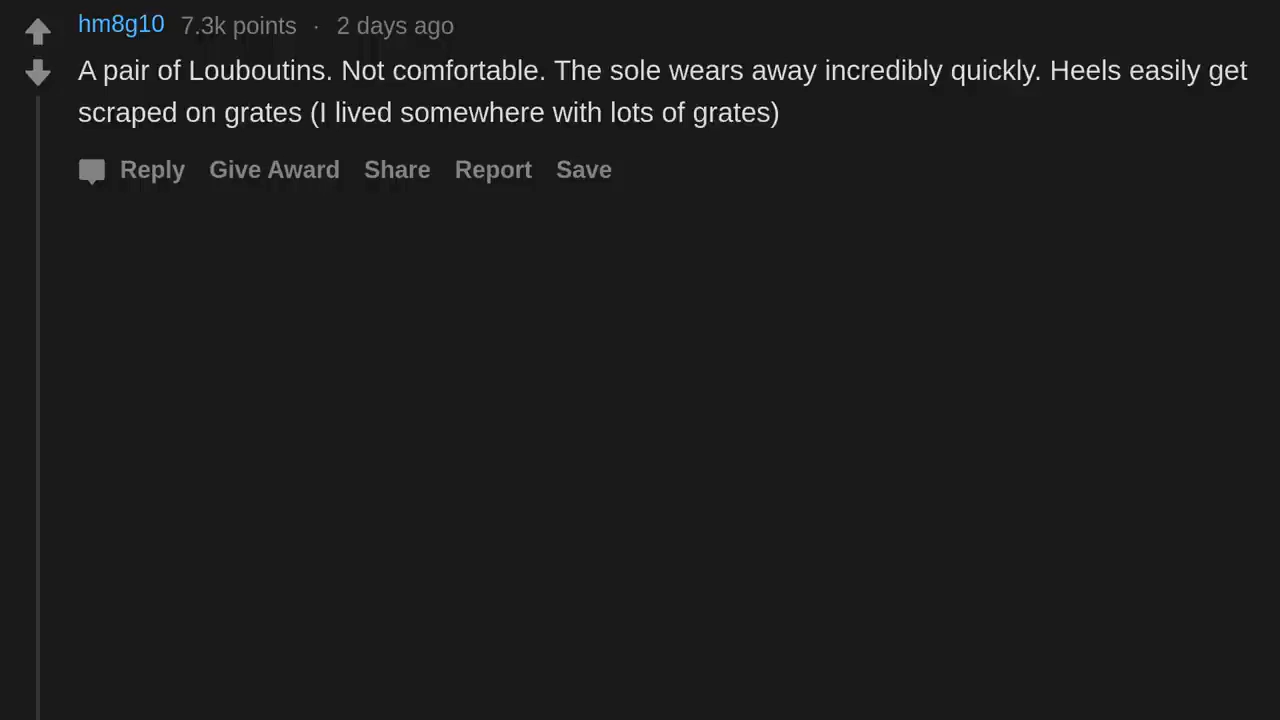 hm8g10 7.3k points · 2 days ago
A pair of Louboutins. Not comfortable. The sole wears away incredibly quickly. Heels easily get
scraped on grates (I lived somewhere with lots of grates)
Reply Give Award Share Report Save